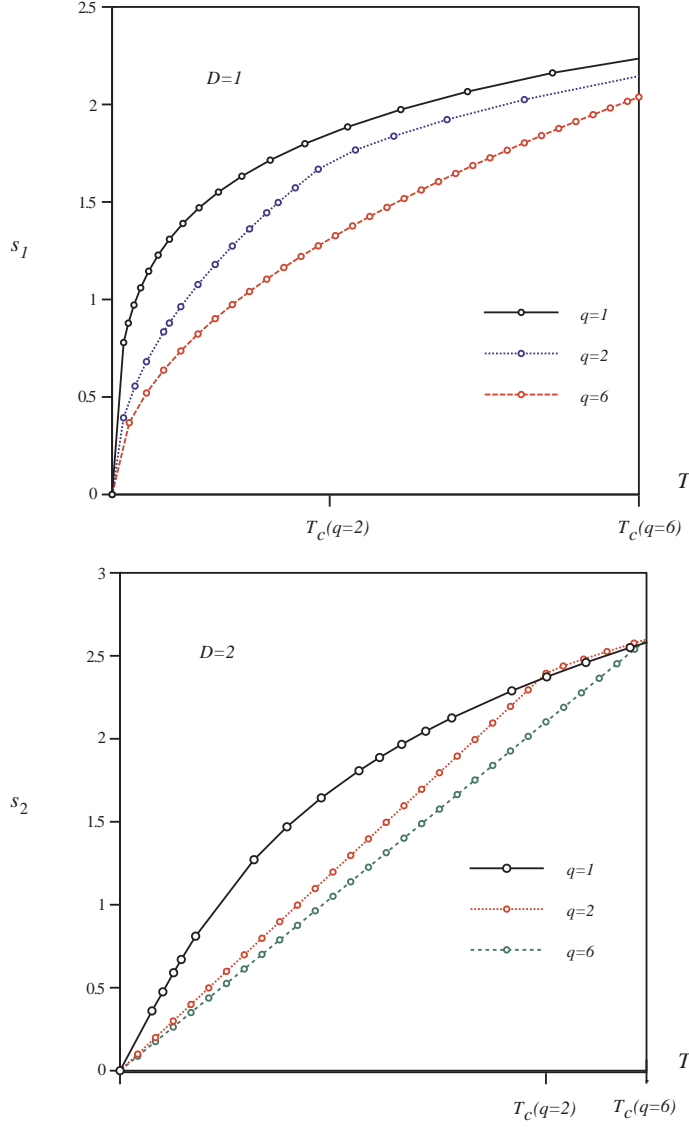 2.5
D=1
2
1.5
s1
1
q=1
q=2
0.5
q=6
T
0
Tc(q=2) Tc(q=6)
3
D=2
2.5
2
s2
1.5
q=1
1
q=2
q=6
0.5
T
0
Tc(q=2) Tc(q=6)